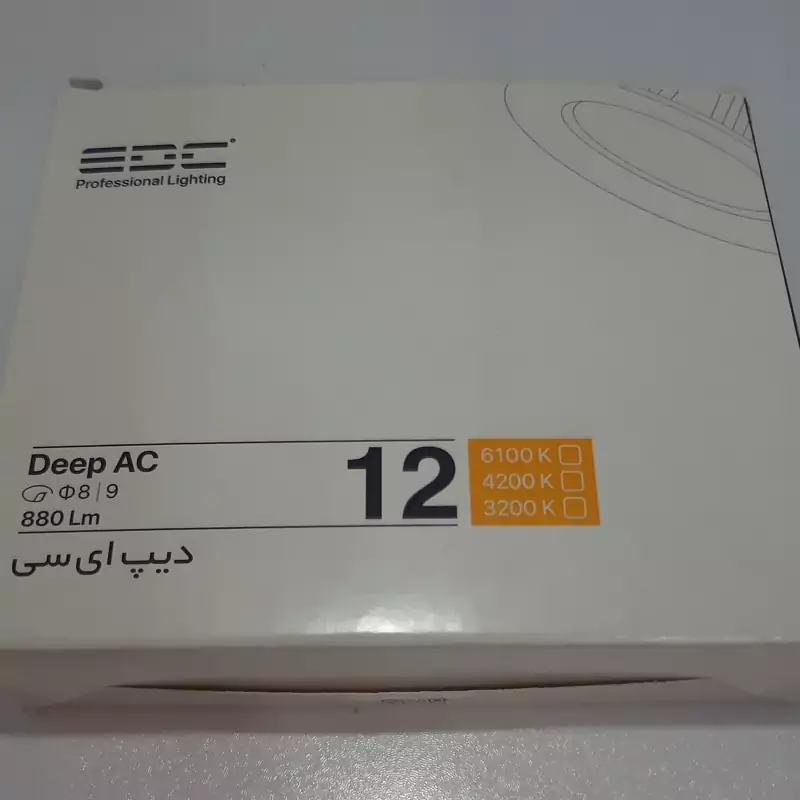 EDC
Professional Lighting
Deep AC
Φ8|9
880 Lm
12
6100 K
4200 K
3200 K
دیپ ای سی